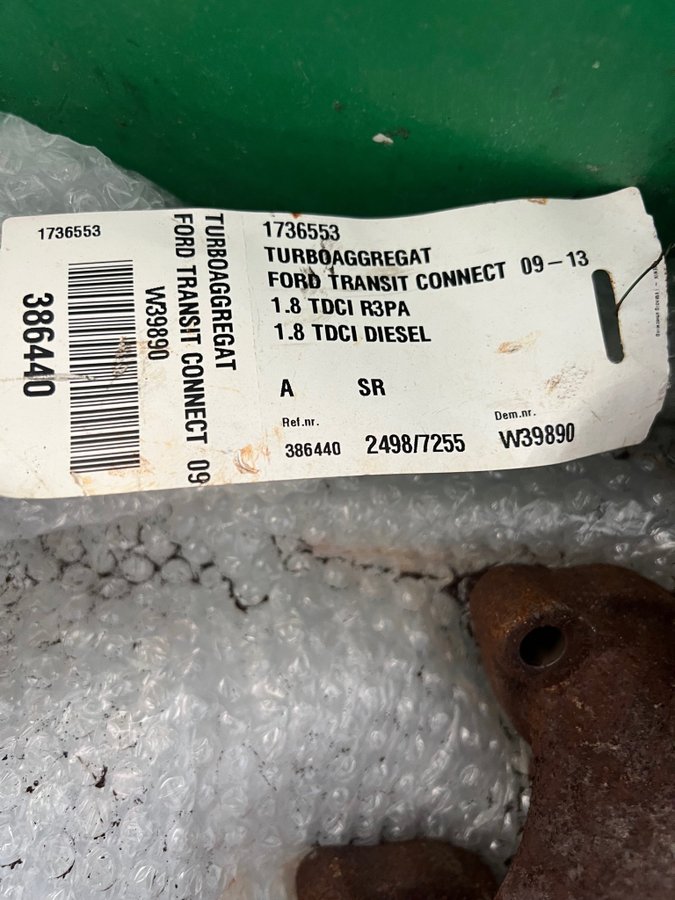 1736553
386440
W39890
FORD TRANSIT CONNECT 09
TURBOAGGREGAT
1736553
TURBOAGGREGAT
FORD TRANSIT CONNECT 09-13
1.8 TDCI R3PA
1.8 TDCI DIESEL
A SR
Ref.nr. Dem.nr.
386440 2498/7255 W39890